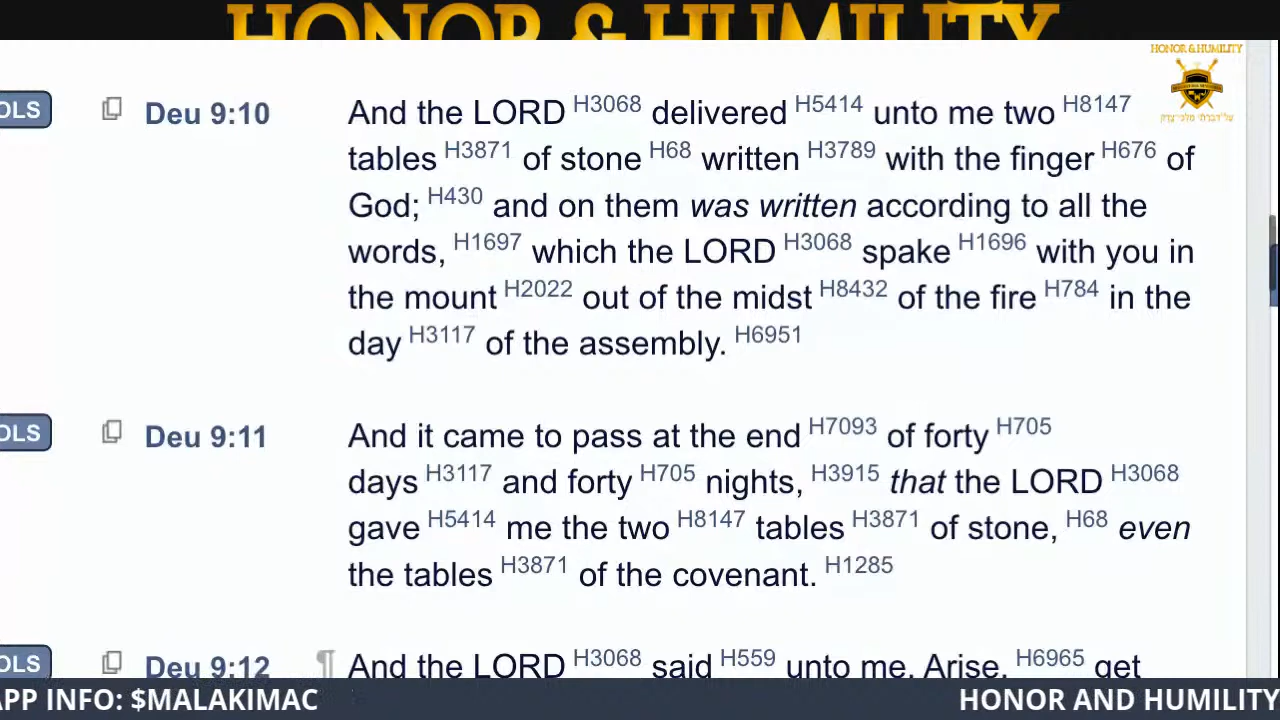 HONOR & HUMILITY
HONOR & HUMILITY
OLS Deu 9:10 And the LORD H3068 delivered H5414 unto me two H8147
tables H3871 of stone H68 written H3789 with the finger H676 of
God; H430 and on them was written according to all the
words, H1697 which the LORD H3068 spake H1696 with you in
the mount H2022 out of the midst H8432 of the fire H784 in the
day H3117 of the assembly. H6951
OLS Deu 9:11 And it came to pass at the end H7093 of forty H705
days H3117 and forty H705 nights, H3915 that the LORD H3068
gave H5414 me the two H8147 tables H3871 of stone, H68 even
the tables H3871 of the covenant. H1285
OLS Deu 9:12 ¶ And the LORD H3068 said H559 unto me, Arise, H6965 get
APP INFO: $MALAKIMAC HONOR AND HUMILITY